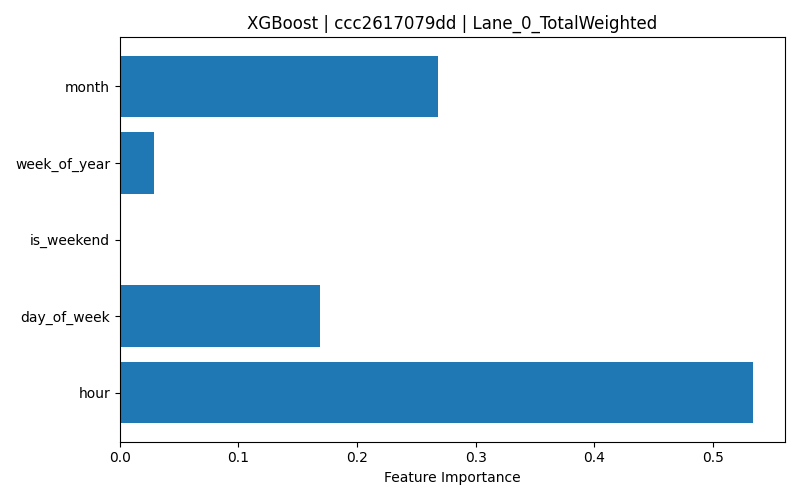 XGBoost | ccc2617079dd | Lane_0_TotalWeighted
month
week_of_year
is_weekend
day_of_week
hour
0.0 0.1 0.2 0.3 0.4 0.5
Feature Importance